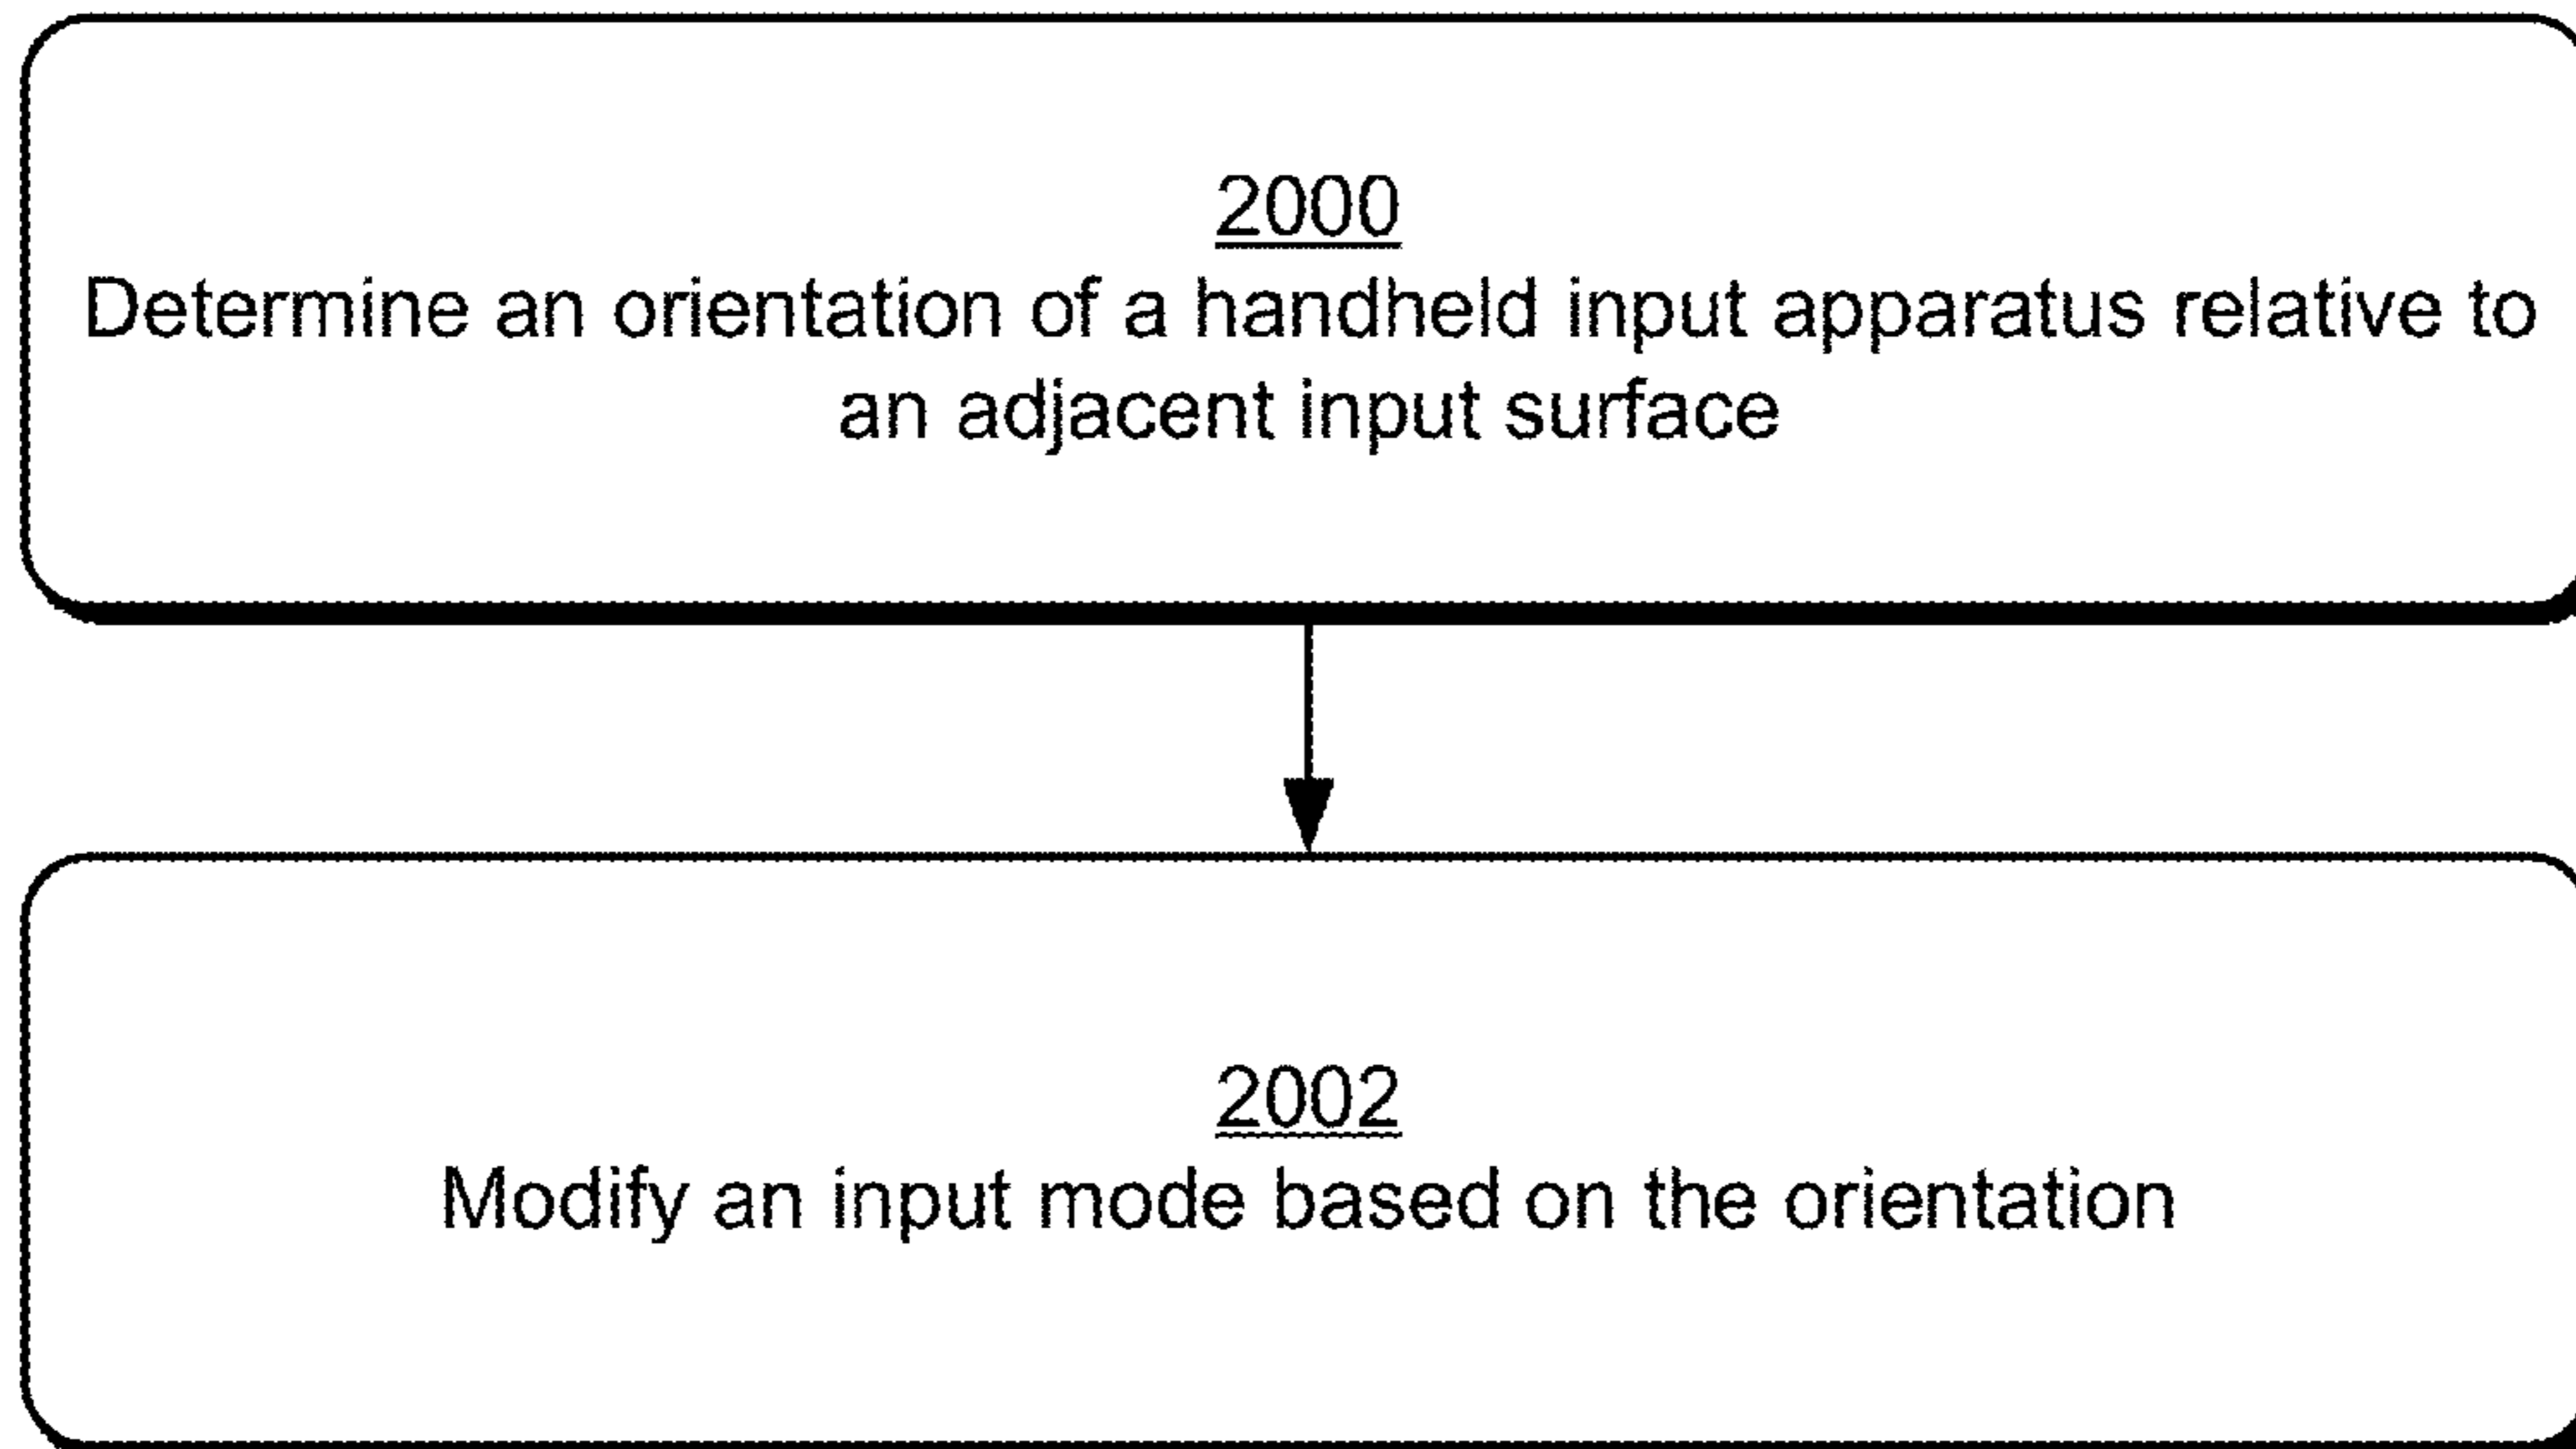 2000
Determine an orientation of a handheld input apparatus relative to
an adjacent input surface
2002
Modify an input mode based on the orientation